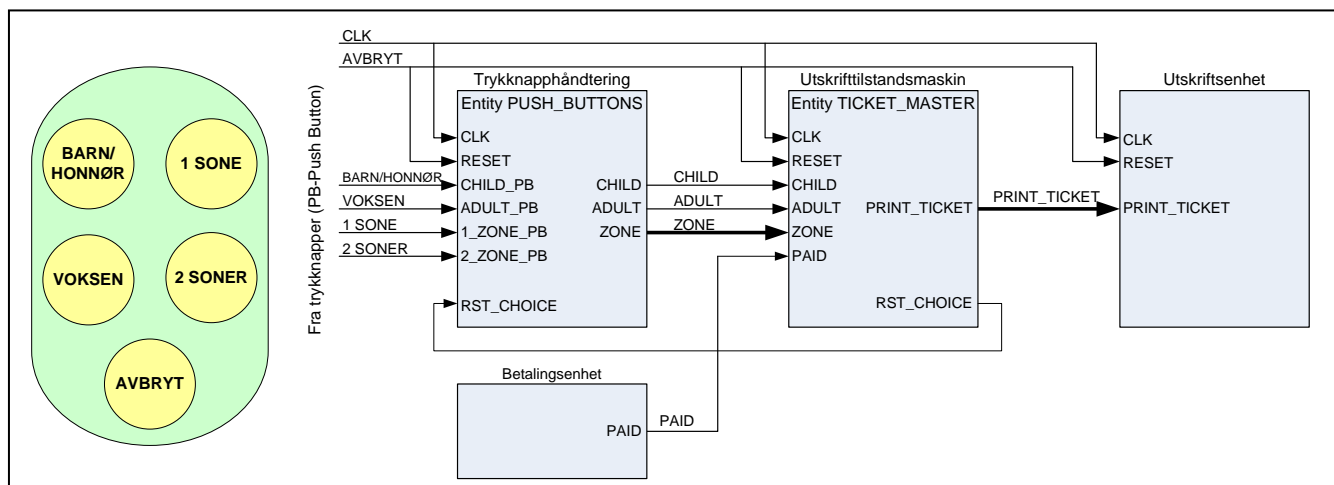 BARN/
HONNØR
1 SONE
VOKSEN
2 SONER
AVBRYT
Fra trykknapper (PB-Push Button)
CLK
AVBRYT
BARN/HONNØR
VOKSEN
1 SONE
2 SONER
Trykknapphåndtering
Entity PUSH_BUTTONS
CLK
RESET
CHILD_PB
ADULT_PB
1_ZONE_PB
2_ZONE_PB
RST_CHOICE
CHILD
ADULT
ZONE
CHILD
ADULT
ZONE
Utskrifttilstandsmaskin
Entity TICKET_MASTER
CLK
RESET
CHILD
ADULT
ZONE
PAID
PRINT_TICKET
RST_CHOICE
PRINT_TICKET
Utskriftsenhet
CLK
RESET
PRINT_TICKET
Betalingsenhet
PAID
PAID